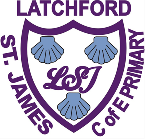 LATCHFORD
ST. JAMES
LSJ
C of E PRIMARY